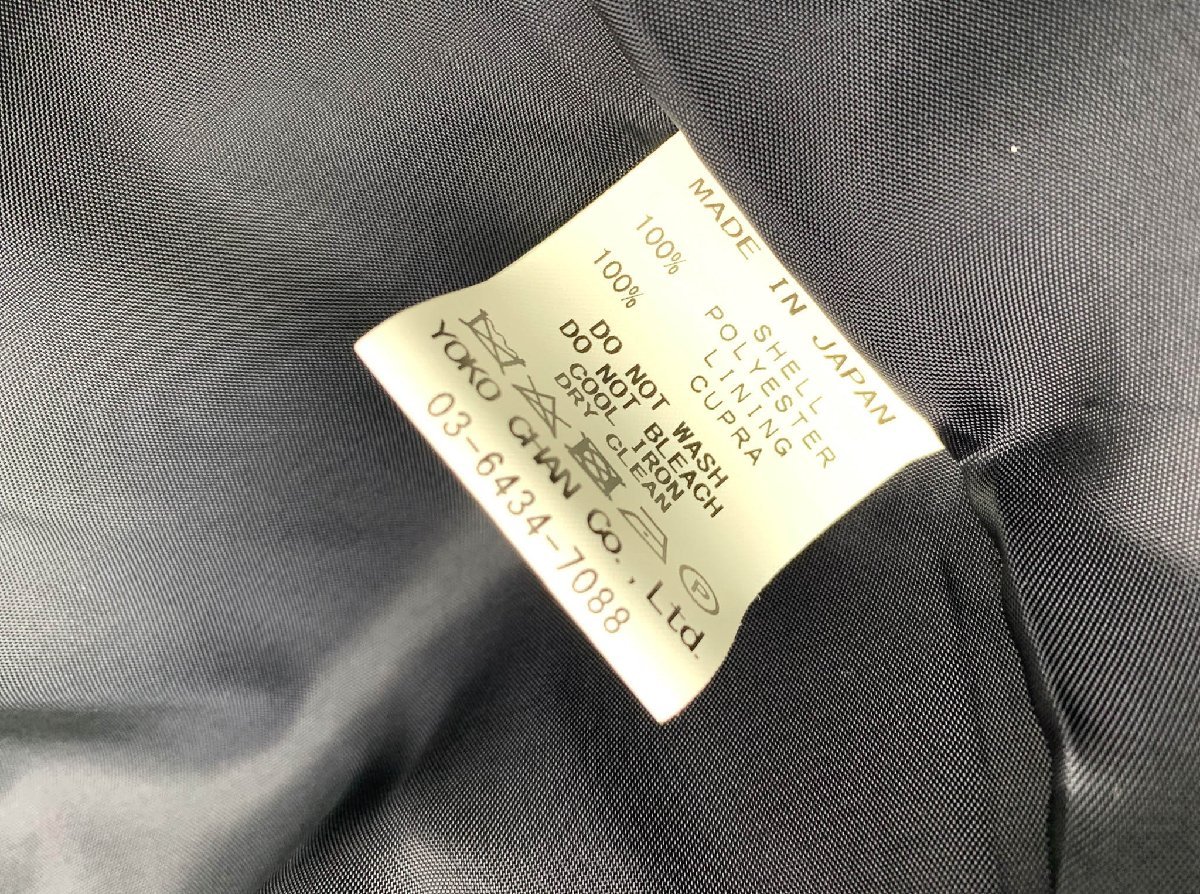 MADE IN JAPAN
SHELL
100% POLYESTER
LINING
100% CUPRA
DO NOT WASH
DO NOT BLEACH
COOL IRON
DRY CLEAN
P
YOKO CHAN Co., Ltd.
03-6434-7088